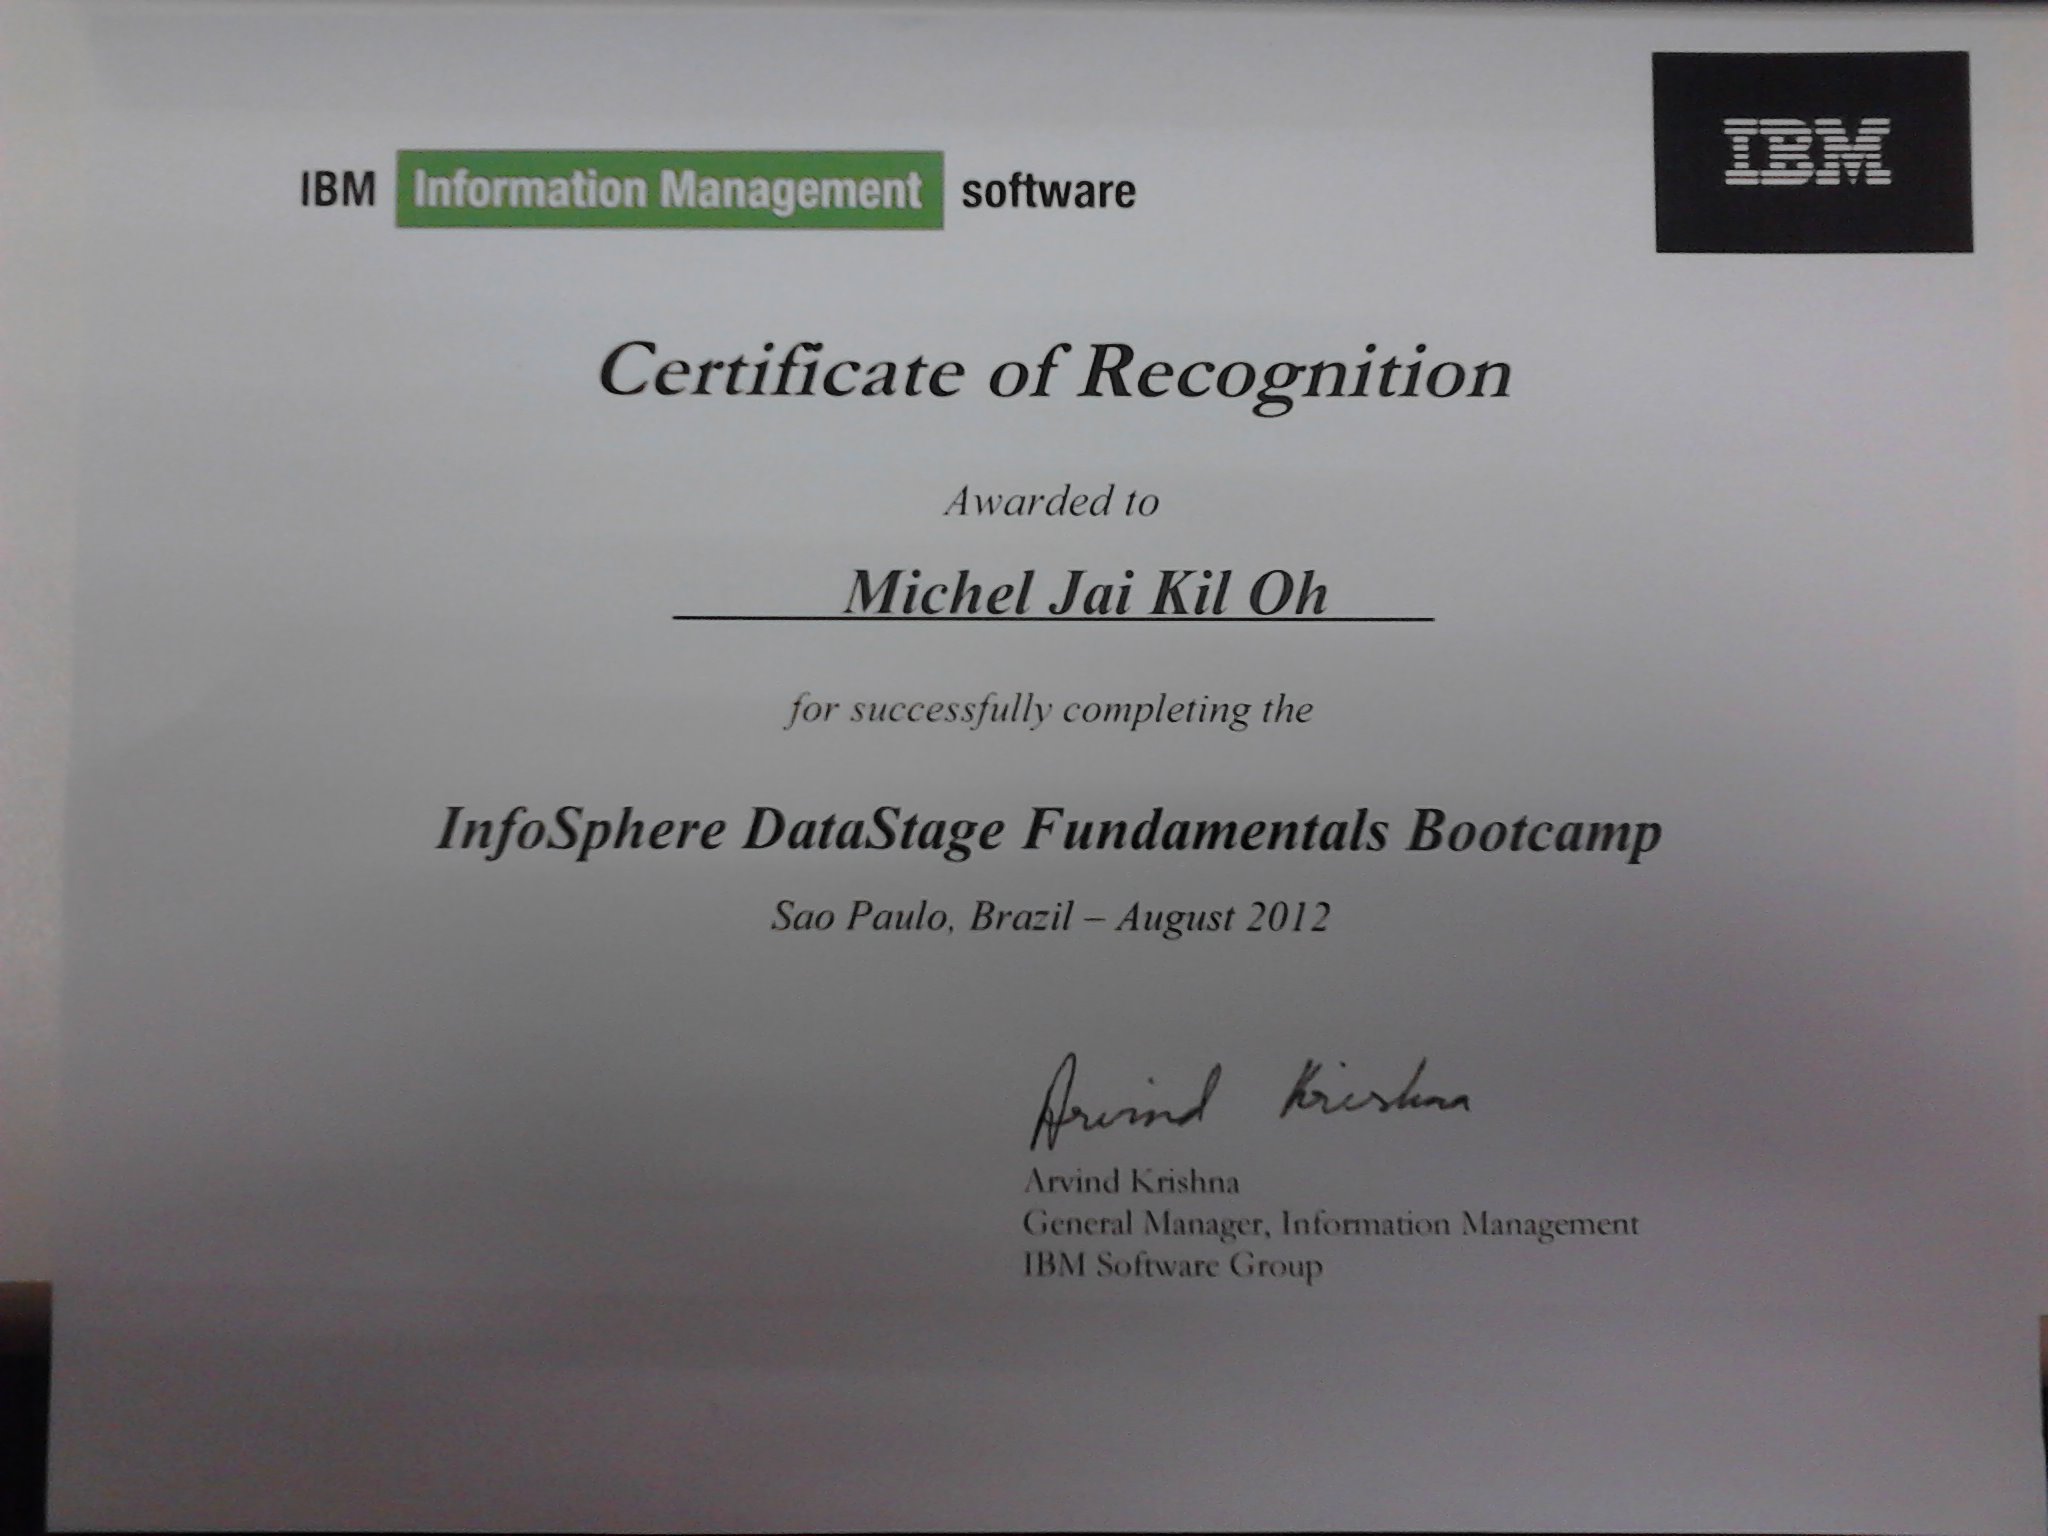 IBM Information Management software
IBM
Certificate of Recognition
Awarded to
Michel Jai Kil Oh
for successfully completing the
InfoSphere DataStage Fundamentals Bootcamp
Sao Paulo, Brazil – August 2012
Arvind Krishna
Arvind Krishna
General Manager, Information Management
IBM Software Group